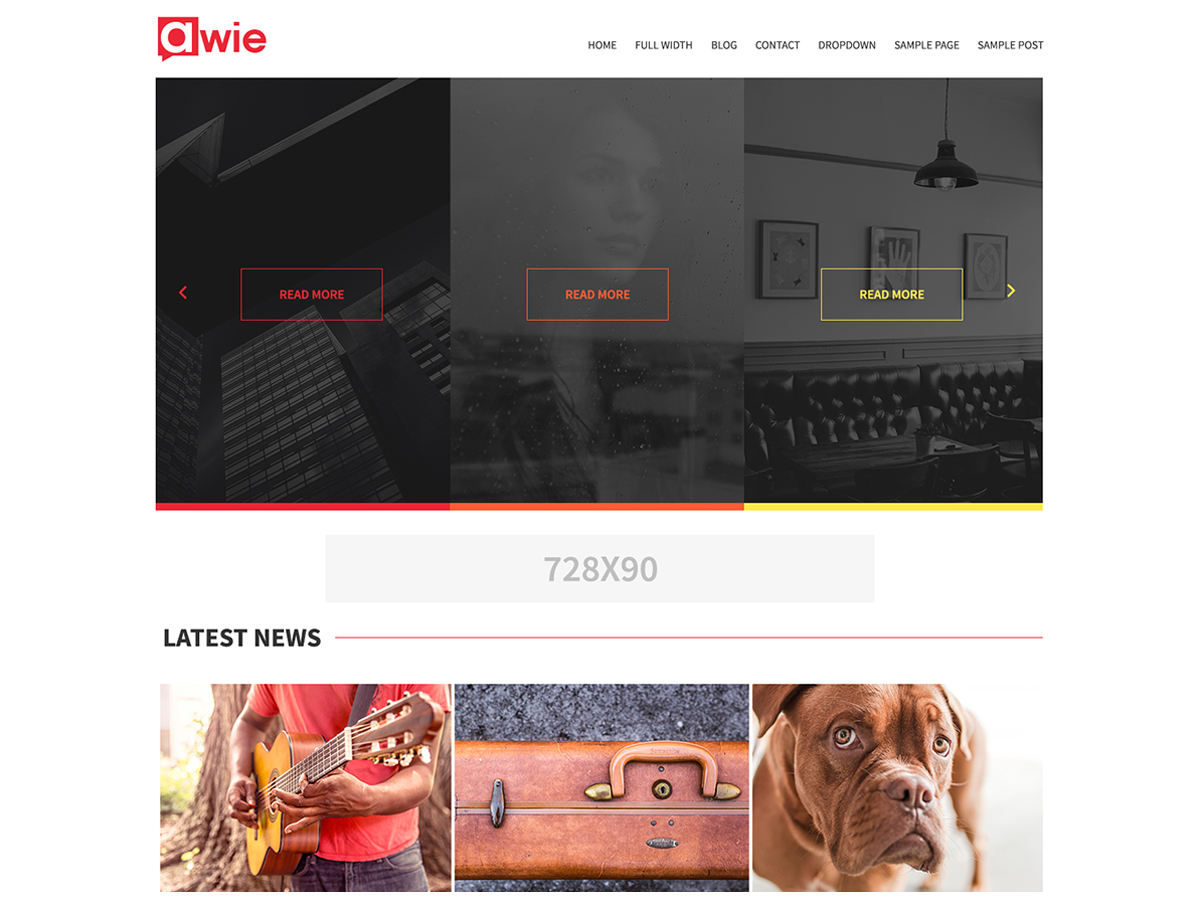 awie
HOME FULL WIDTH BLOG CONTACT DROPDOWN SAMPLE PAGE SAMPLE POST
READ MORE READ MORE READ MORE
728X90
LATEST NEWS